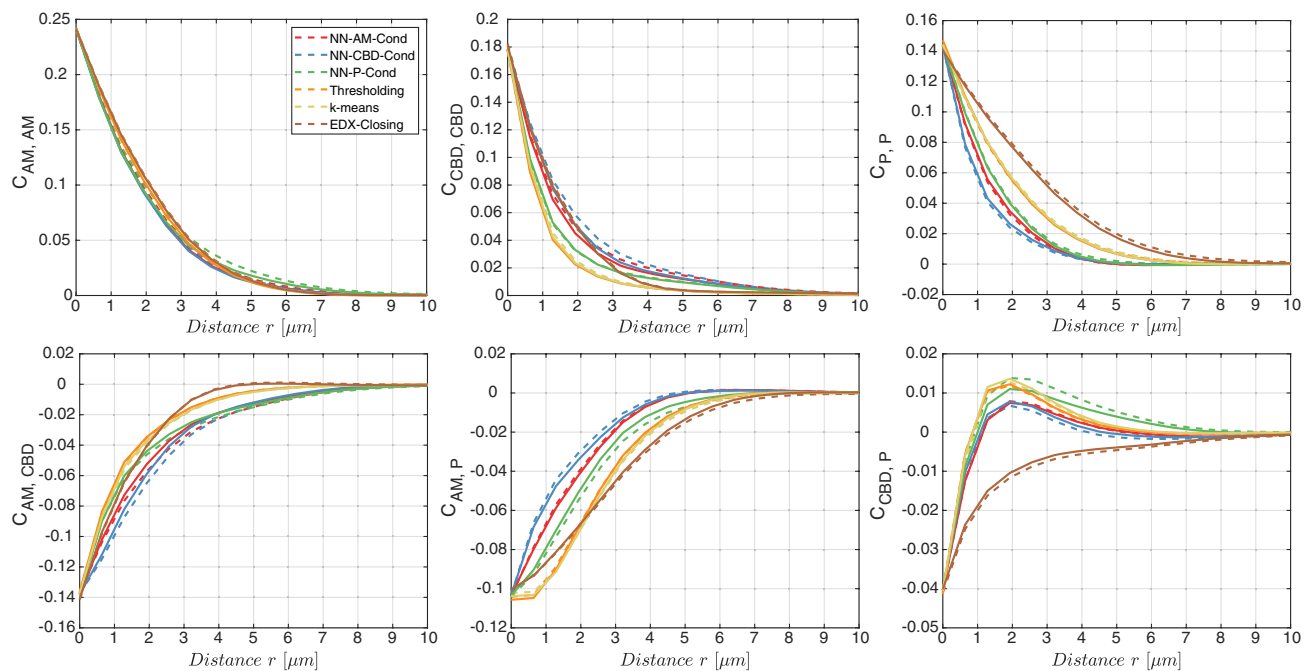 0.25
0.2
0.15
0.1
0.05
0
C_AM, AM
NN-AM-Cond
NN-CBD-Cond
NN-P-Cond
Thresholding
k-means
EDX-Closing
0 1 2 3 4 5 6 7 8 9 10
Distance r [μm]
0.2
0.18
0.16
0.14
0.12
0.1
0.08
0.06
0.04
0.02
0
C_CBD, CBD
0 1 2 3 4 5 6 7 8 9 10
Distance r [μm]
0.16
0.14
0.12
0.1
0.08
0.06
0.04
0.02
0
-0.02
C_P, P
0 1 2 3 4 5 6 7 8 9 10
Distance r [μm]
0.02
0
-0.02
-0.04
-0.06
-0.08
-0.1
-0.12
-0.14
-0.16
C_AM, CBD
0 1 2 3 4 5 6 7 8 9 10
Distance r [μm]
0.02
0
-0.02
-0.04
-0.06
-0.08
-0.1
-0.12
C_AM, P
0 1 2 3 4 5 6 7 8 9 10
Distance r [μm]
0.02
0.01
0
-0.01
-0.02
-0.03
-0.04
-0.05
C_CBD, P
0 1 2 3 4 5 6 7 8 9 10
Distance r [μm]